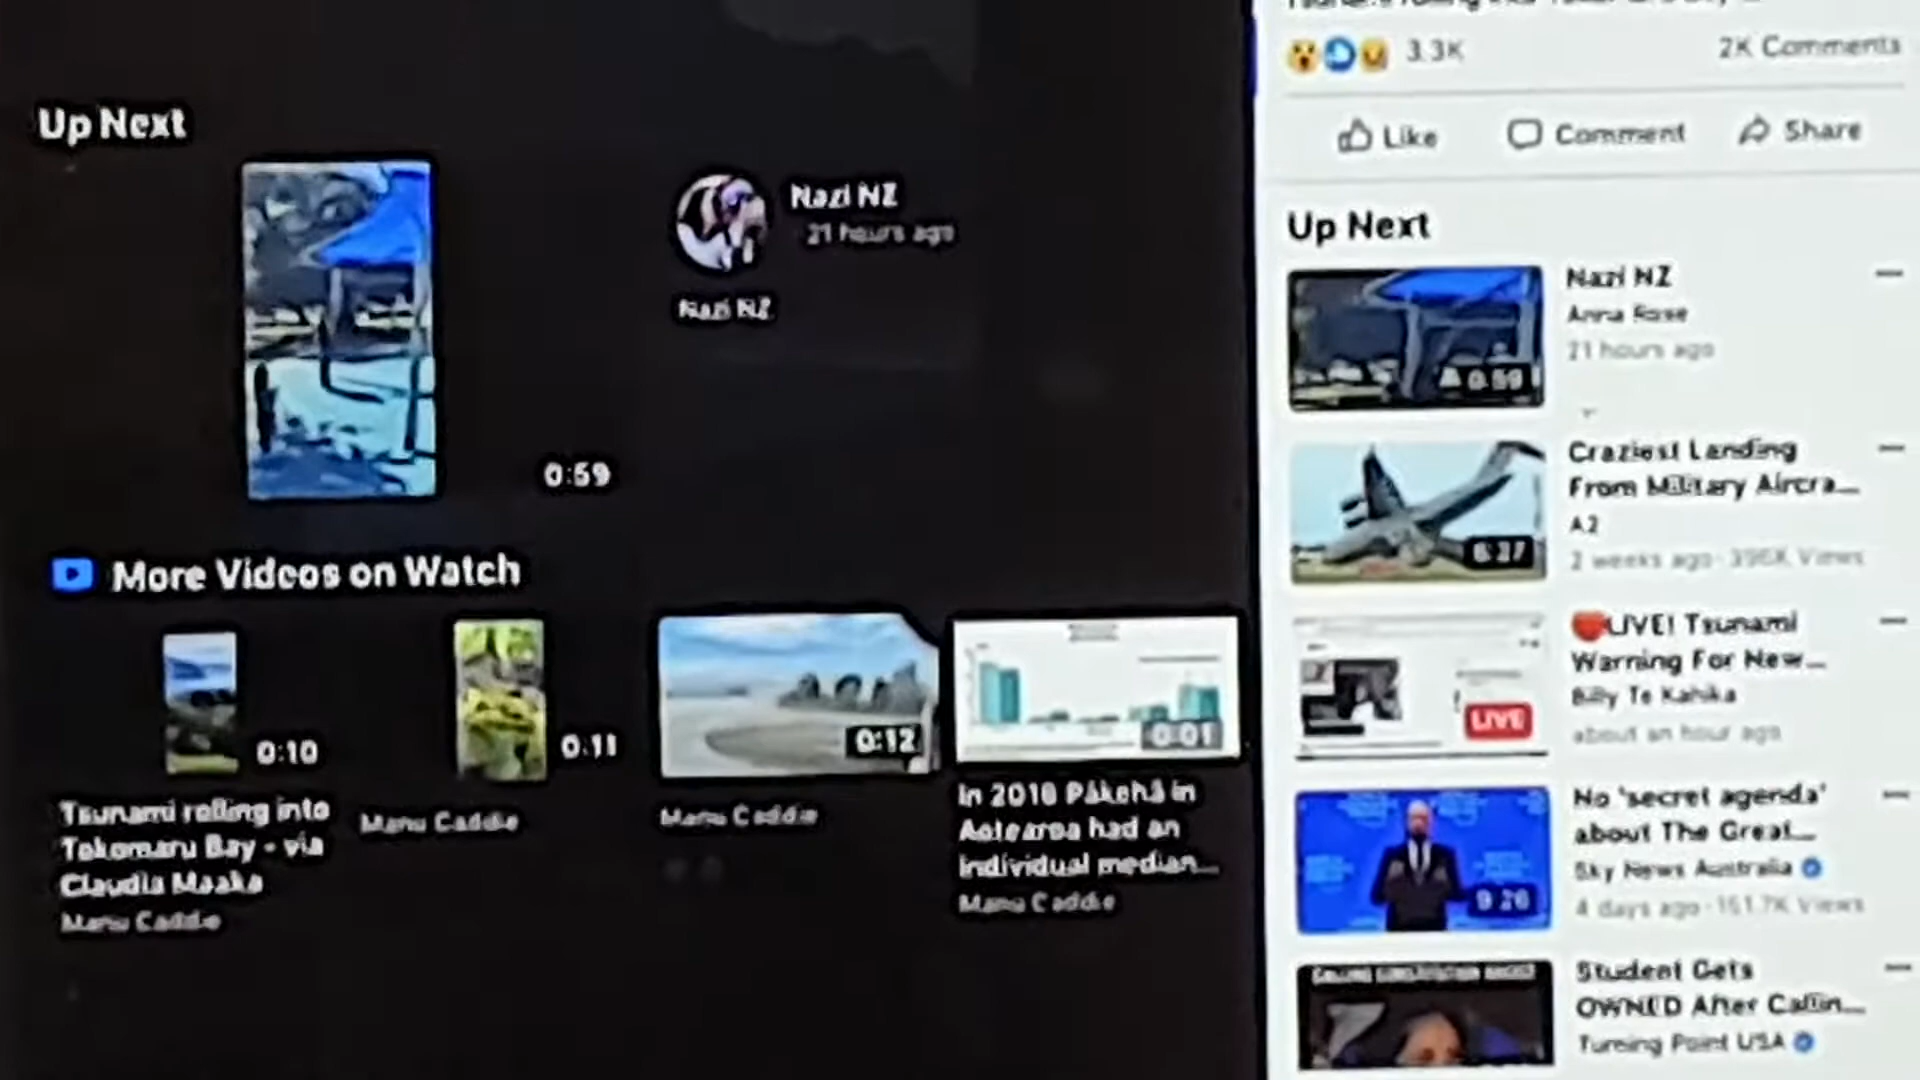 3.3K
2K Comments
Like
Comment
Share
Up Next
Nazi NZ
21 hours ago
Nazi NZ
0:59
More Videos on Watch
0:10
Tsunami rolling into
Tokomaru Bay - via
Claudia Maaka
Manu Caddie
0:11
Manu Caddie
0:12
Manu Caddie
0:01
In 2018 Pākehā in
Aotearoa had an
individual median...
Manu Caddie
Up Next
0:59
Nazi NZ
Anna Rose
21 hours ago
6:37
Craziest Landing
From Military Aircra...
A2
2 weeks ago · 396K Views
LIVE
LIVE! Tsunami
Warning For New...
Billy Te Kahika
about an hour ago
9:26
No 'secret agenda'
about The Great...
Sky News Australia
4 days ago · 151.7K Views
Student Gets
OWNED After Callin...
Turning Point USA